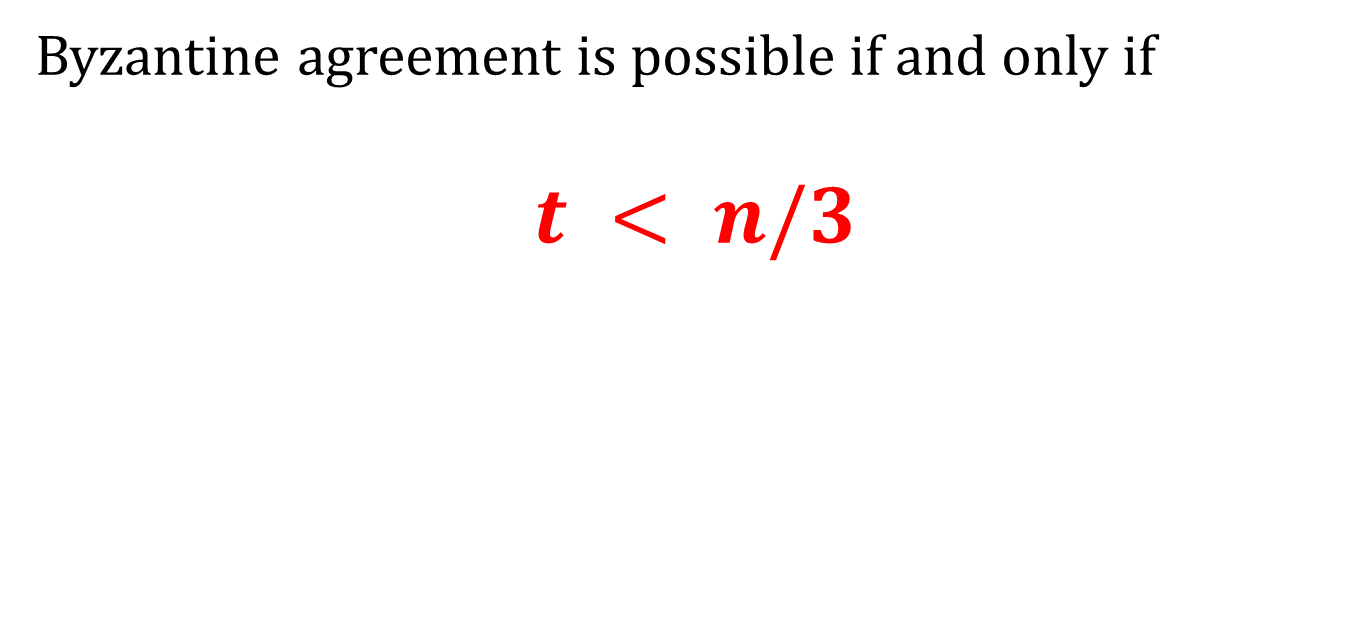 Byzantine agreement is possible if and only if
t < n/3